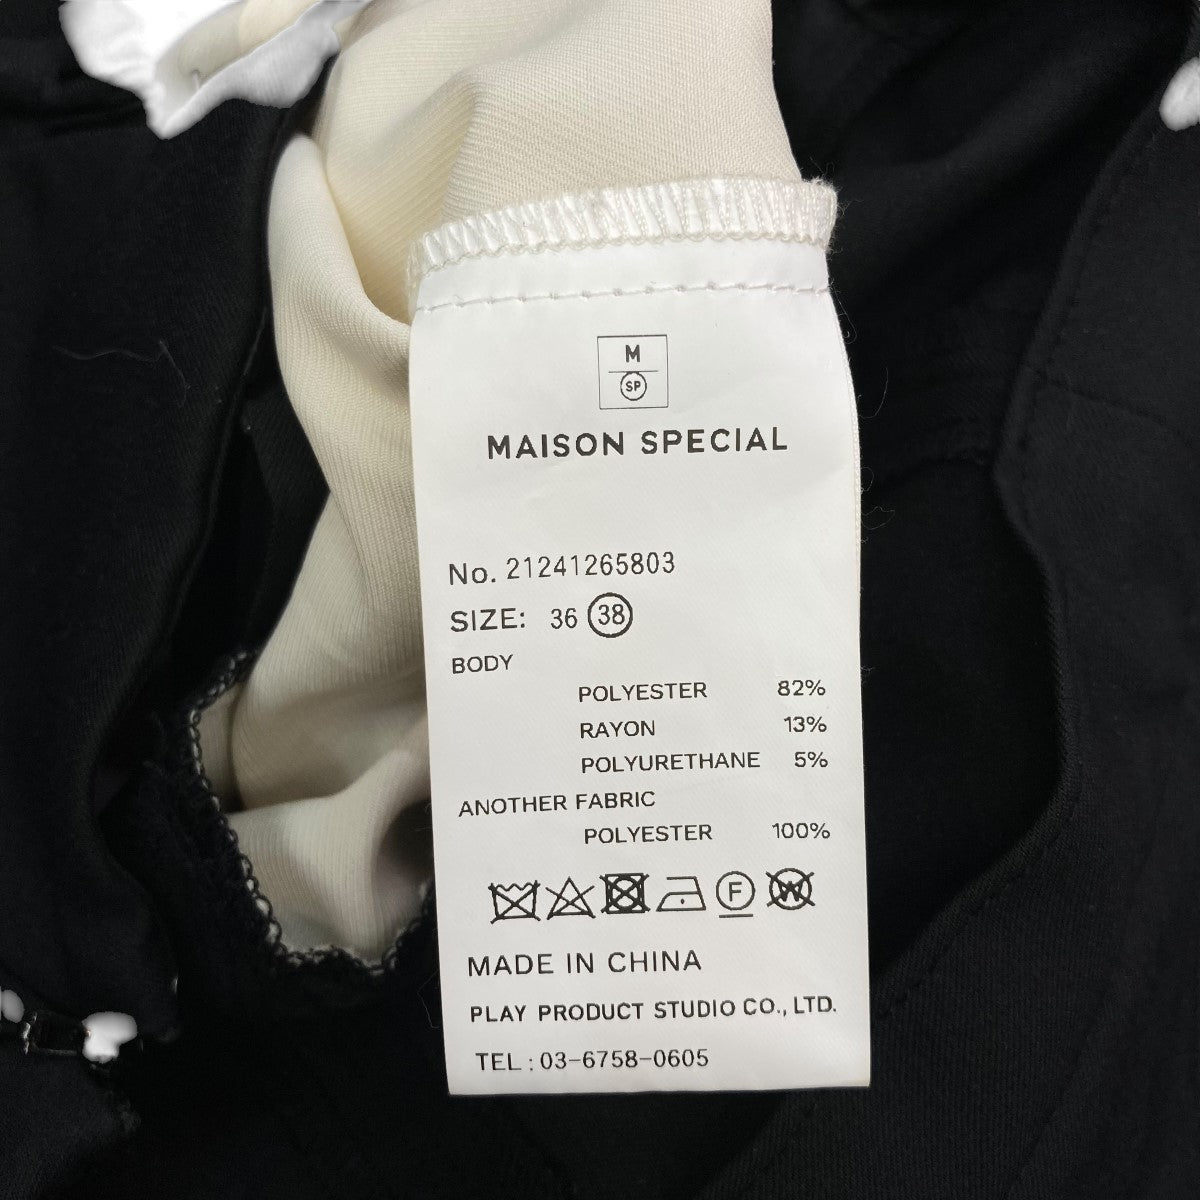 M
SP
MAISON SPECIAL
No. 21241265803
SIZE: 36 38
BODY
POLYESTER 82%
RAYON 13%
POLYURETHANE 5%
ANOTHER FABRIC
POLYESTER 100%
F W
MADE IN CHINA
PLAY PRODUCT STUDIO CO., LTD.
TEL : 03-6758-0605